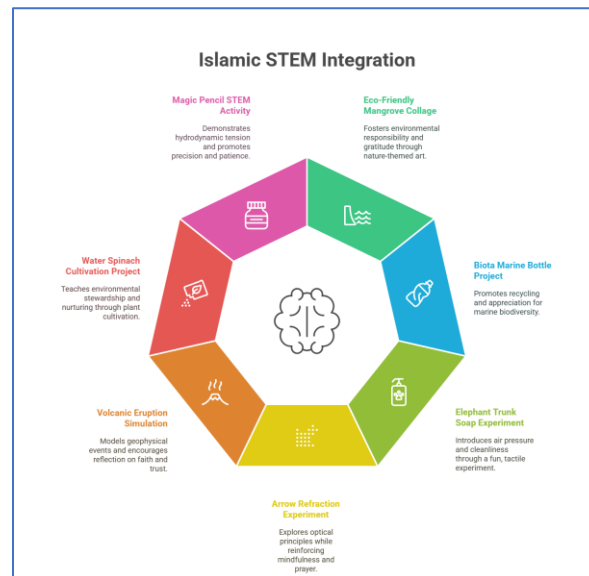 Islamic STEM Integration
Magic Pencil STEM
Activity
Demonstrates
hydrodynamic tension
and promotes
precision and patience.
Eco-Friendly
Mangrove Collage
Fosters environmental
responsibility and
gratitude through
nature-themed art.
Water Spinach
Cultivation Project
Teaches environmental
stewardship and
nurturing through plant
cultivation.
Biota Marine Bottle
Project
Promotes recycling
and appreciation for
marine biodiversity.
Volcanic Eruption
Simulation
Models geophysical
events and encourages
reflection on faith and
trust.
Elephant Trunk
Soap Experiment
Introduces air pressure
and cleanliness
through a fun, tactile
experiment.
Arrow Refraction
Experiment
Explores optical
principles while
reinforcing
mindfulness and
prayer.